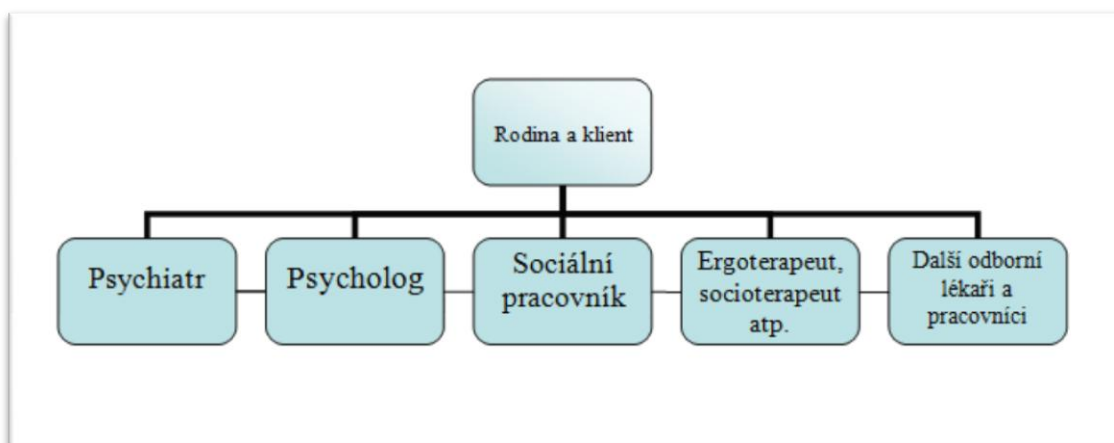 Rodina a klient
Psychiatr
Psycholog
Sociální
pracovník
Ergoterapeut,
socioterapeut
atp.
Další odborní
lékaři a
pracovníci